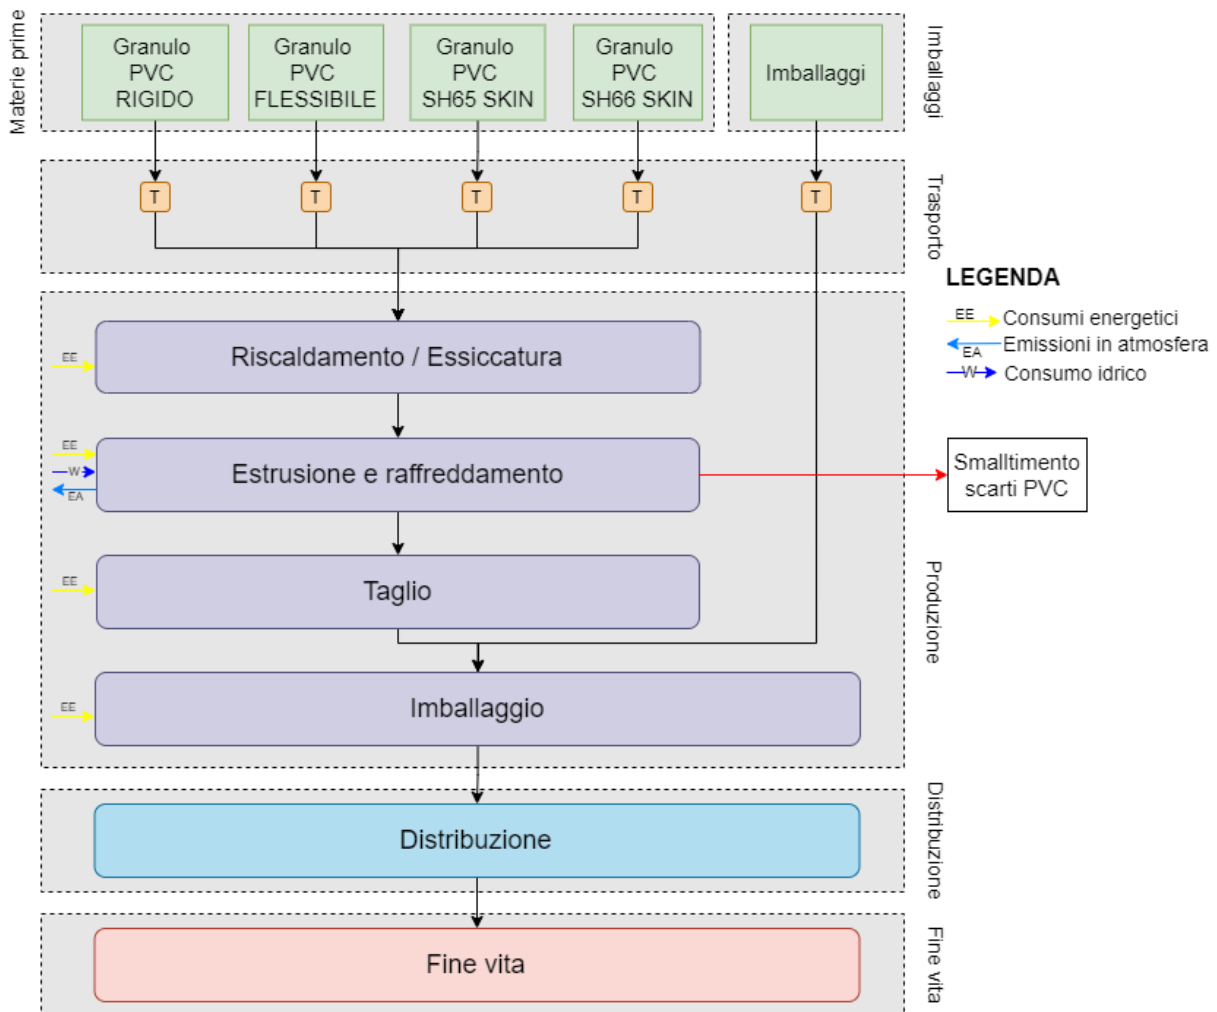 Materie prime
Granulo
PVC
RIGIDO
Granulo
PVC
FLESSIBILE
Granulo
PVC
SH65 SKIN
Granulo
PVC
SH66 SKIN
Imballaggi
Imballaggi
T
T
T
T
T
Trasporto
LEGENDA
EE
Consumi energetici
EA
Emissioni in atmosfera
W
Consumo idrico
EE
Riscaldamento / Essiccatura
EE
W
EA
Estrusione e raffreddamento
Smalltimento
scarti PVC
EE
Taglio
Produzione
EE
Imballaggio
Distribuzione
Distribuzione
Fine vita
Fine vita